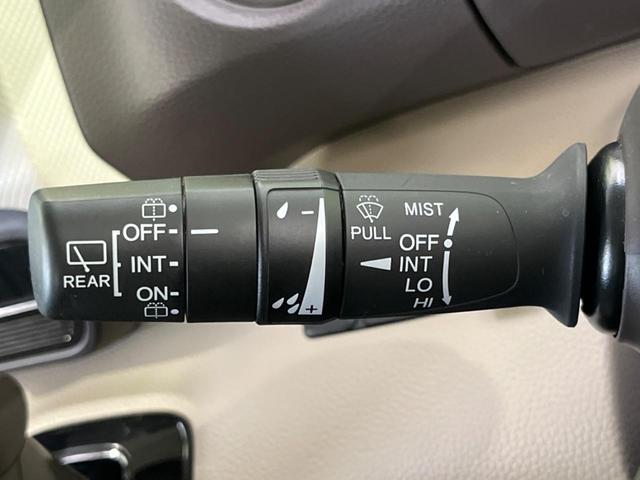 REAR
OFF
INT
ON
-
+
PULL
MIST
OFF
INT
LO
HI